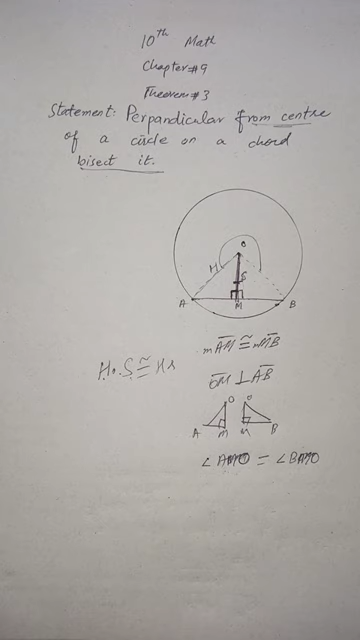 10th Math
Chapter#9
Theorem#3
Statement: Perpandicular from centre
of a circle on a chord
bisect it.
O
H
S
A
M
B
mAM ≅ mMB
H.S ≅ H.S
OM ⊥ AB
O O
A M M B
∠AMO = ∠BMO